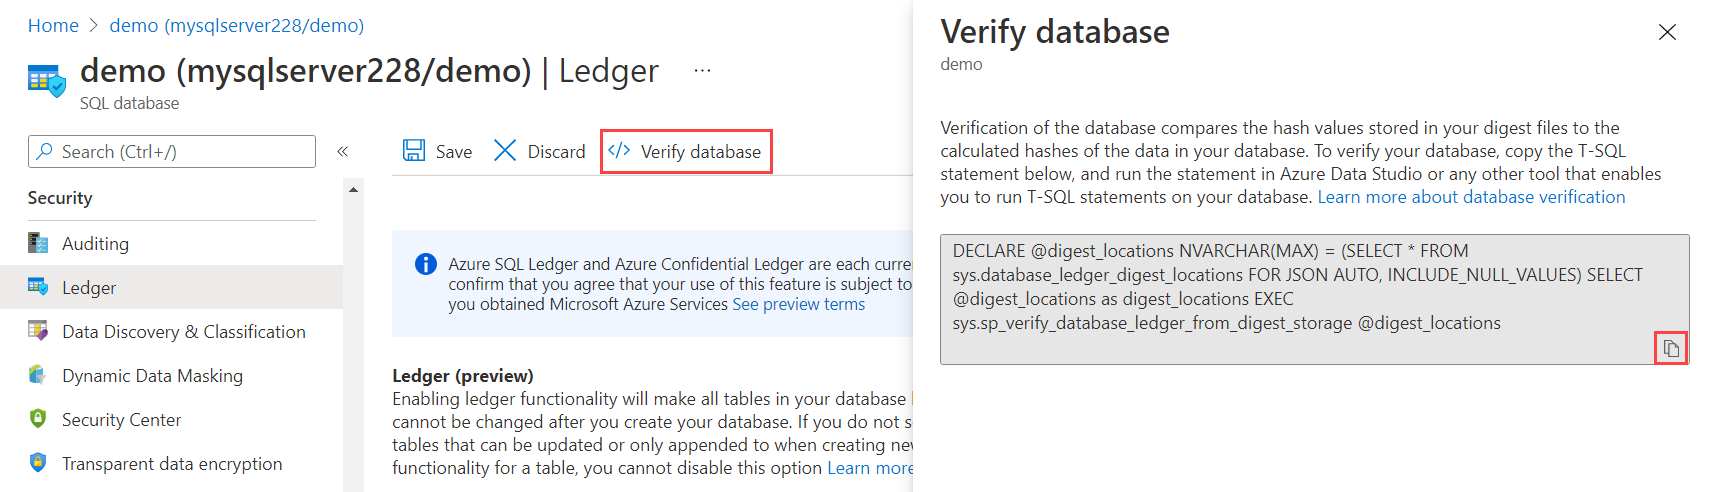 Home > demo (mysqlserver228/demo)
demo (mysqlserver228/demo) | Ledger ...
SQL database
Search (Ctrl+/)
«
Security
Auditing
Ledger
Data Discovery & Classification
Dynamic Data Masking
Security Center
Transparent data encryption
Save
Discard
</> Verify database
Azure SQL Ledger and Azure Confidential Ledger are each
confirm that you agree that your use of this feature is subject to
you obtained Microsoft Azure Services See preview terms
Ledger (preview)
Enabling ledger functionality will make all tables in your database
cannot be changed after you create your database. If you do not
tables that can be updated or only appended to when creating
functionality for a table, you cannot disable this option Learn more
Verify database
demo
Verification of the database compares the hash values stored in your digest files to the
calculated hashes of the data in your database. To verify your database, copy the T-SQL
statement below, and run the statement in Azure Data Studio or any other tool that enables
you to run T-SQL statements on your database. Learn more about database verification
DECLARE @digest_locations NVARCHAR(MAX) = (SELECT * FROM
sys.database_ledger_digest_locations FOR JSON AUTO, INCLUDE_NULL_VALUES) SELECT
@digest_locations as digest_locations EXEC
sys.sp_verify_database_ledger_from_digest_storage @digest_locations